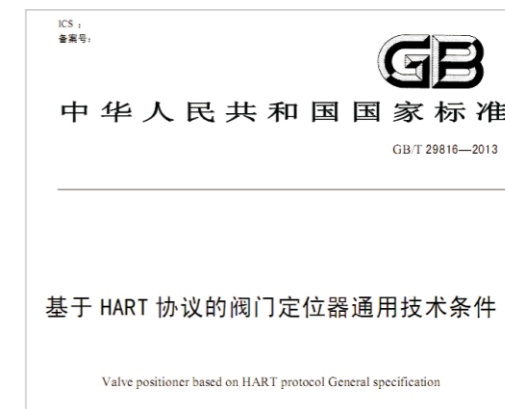 ICS :
备案号:
GB
中华人民共和国国家标准
GB/T 29816—2013
基于 HART 协议的阀门定位器通用技术条件
Valve positioner based on HART protocol General specification